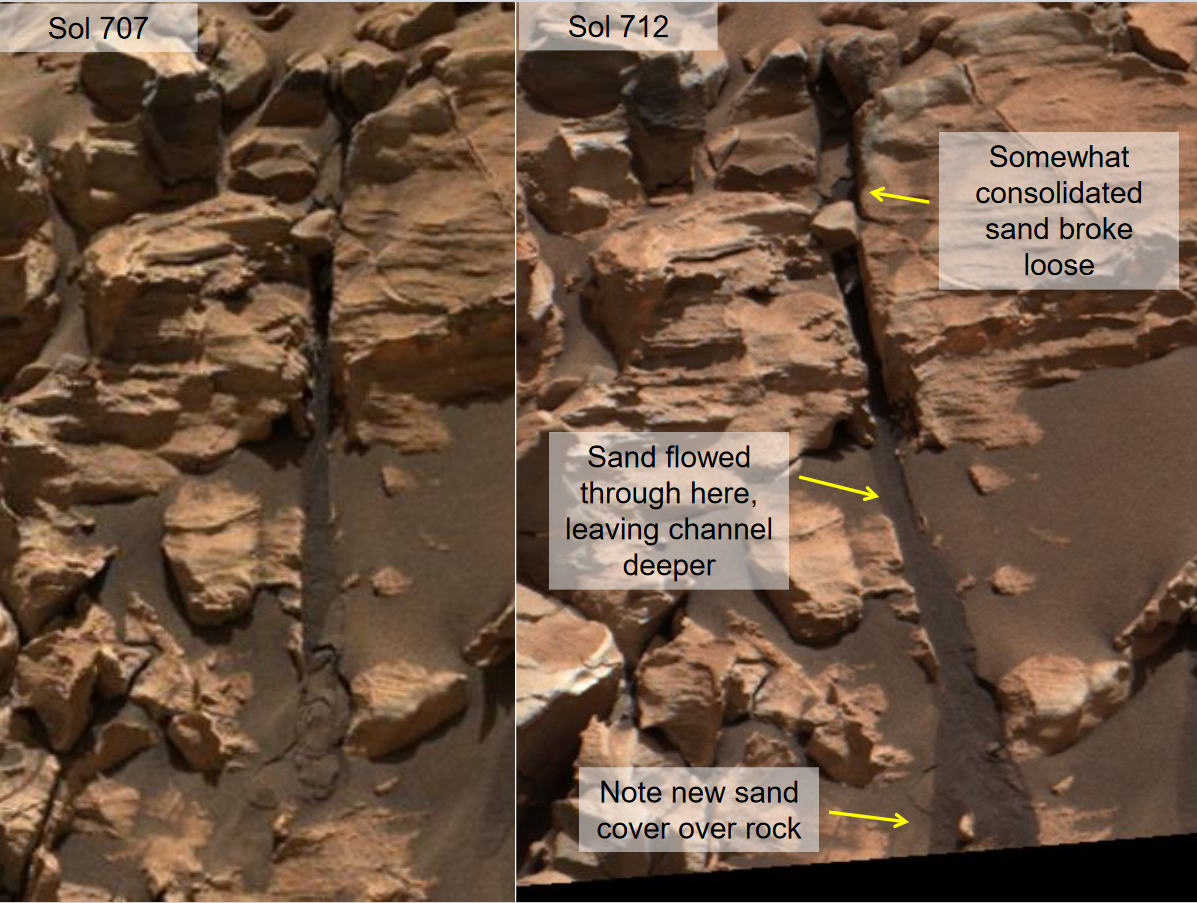 Sol 707
Sol 712
Somewhat
consolidated
sand broke
loose
Sand flowed
through here,
leaving channel
deeper
Note new sand
cover over rock